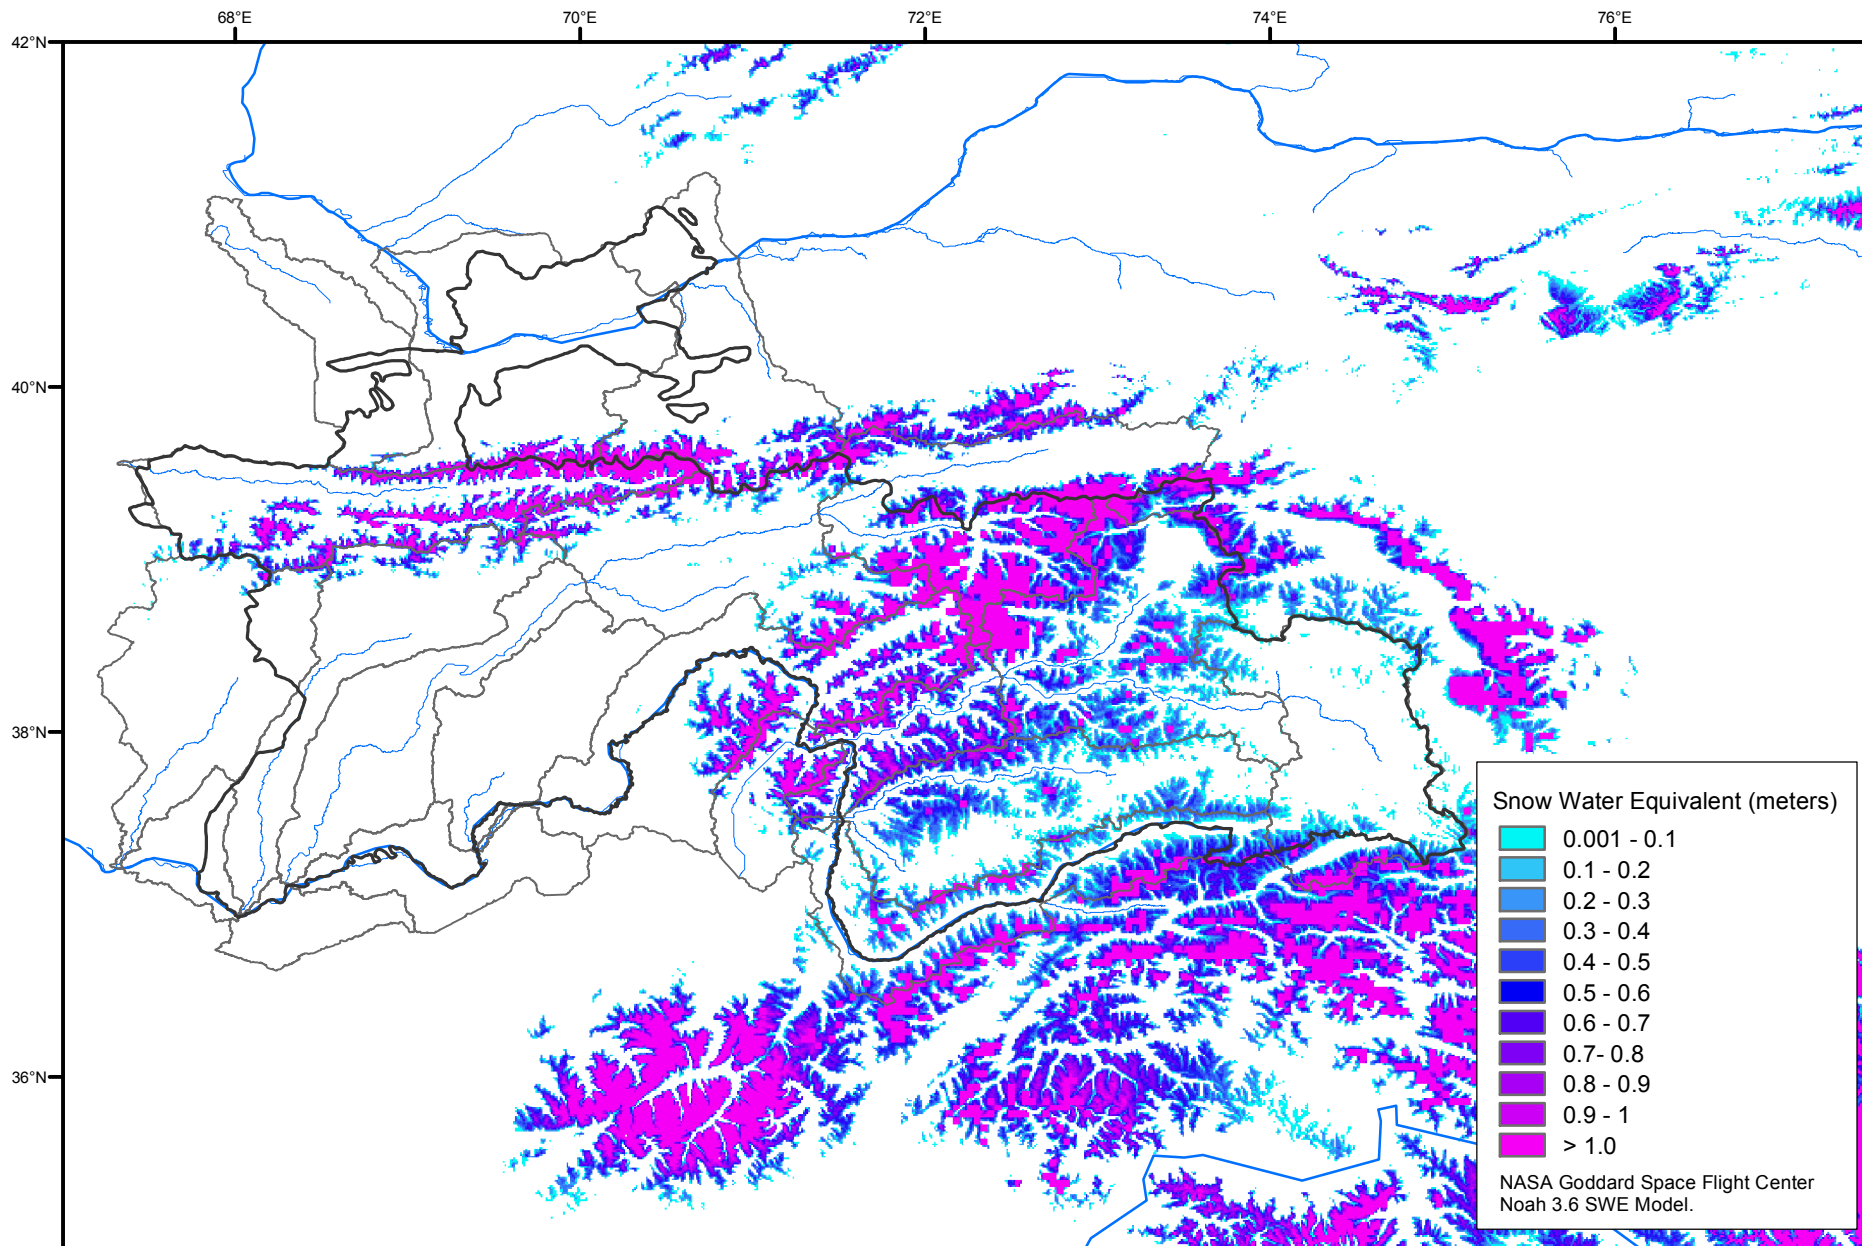 68°E 70°E 72°E 74°E 76°E
42°N
40°N
38°N
36°N
Snow Water Equivalent (meters)
0.001 - 0.1
0.1 - 0.2
0.2 - 0.3
0.3 - 0.4
0.4 - 0.5
0.5 - 0.6
0.6 - 0.7
0.7- 0.8
0.8 - 0.9
0.9 - 1
> 1.0
NASA Goddard Space Flight Center
Noah 3.6 SWE Model.